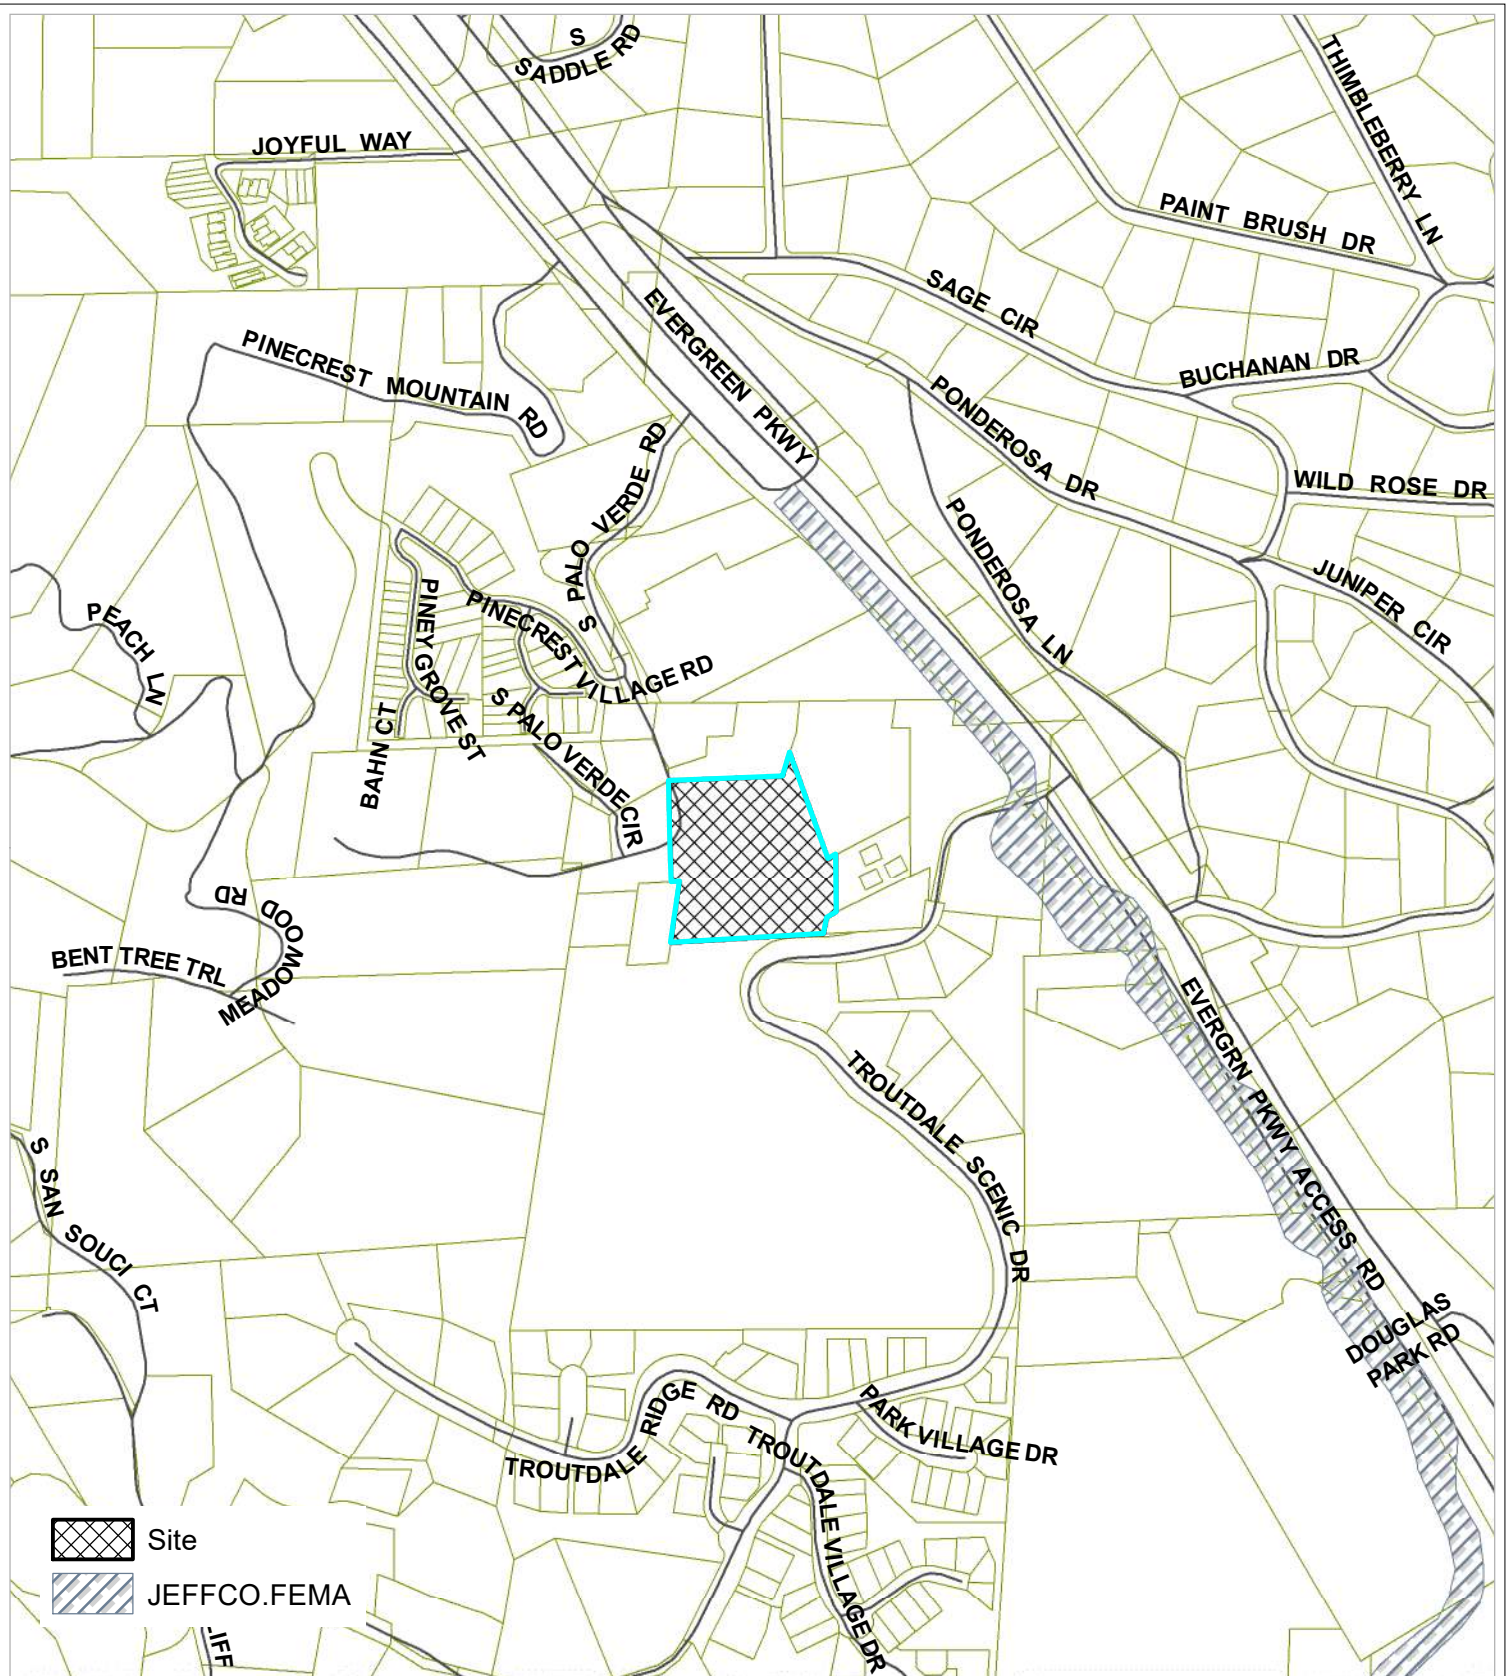 S
SADDLE RD
THIMBLEBERRY LN
JOYFUL WAY
PAINT BRUSH DR
SAGE CIR
EVERGREEN PKWY
PINECREST MOUNTAIN RD
BUCHANAN DR
PONDEROSA DR
S PALO VERDE RD
WILD ROSE DR
PONDEROSA LN
JUNIPER CIR
PEACH LN
PINEY GROVE ST
PINECREST VILLAGE RD
S PALO VERDE CIR
BAHN CT
MEADOWOOD RD
BENT TREE TRL
EVERGRN PKWY ACCESS RD
TROUTDALE SCENIC DR
S SAN SOUCI CT
DOUGLAS
PARK RD
TROUTDALE RIDGE RD
PARK VILLAGE DR
TROUTDALE VILLAGE DR
Site
JEFFCO.FEMA